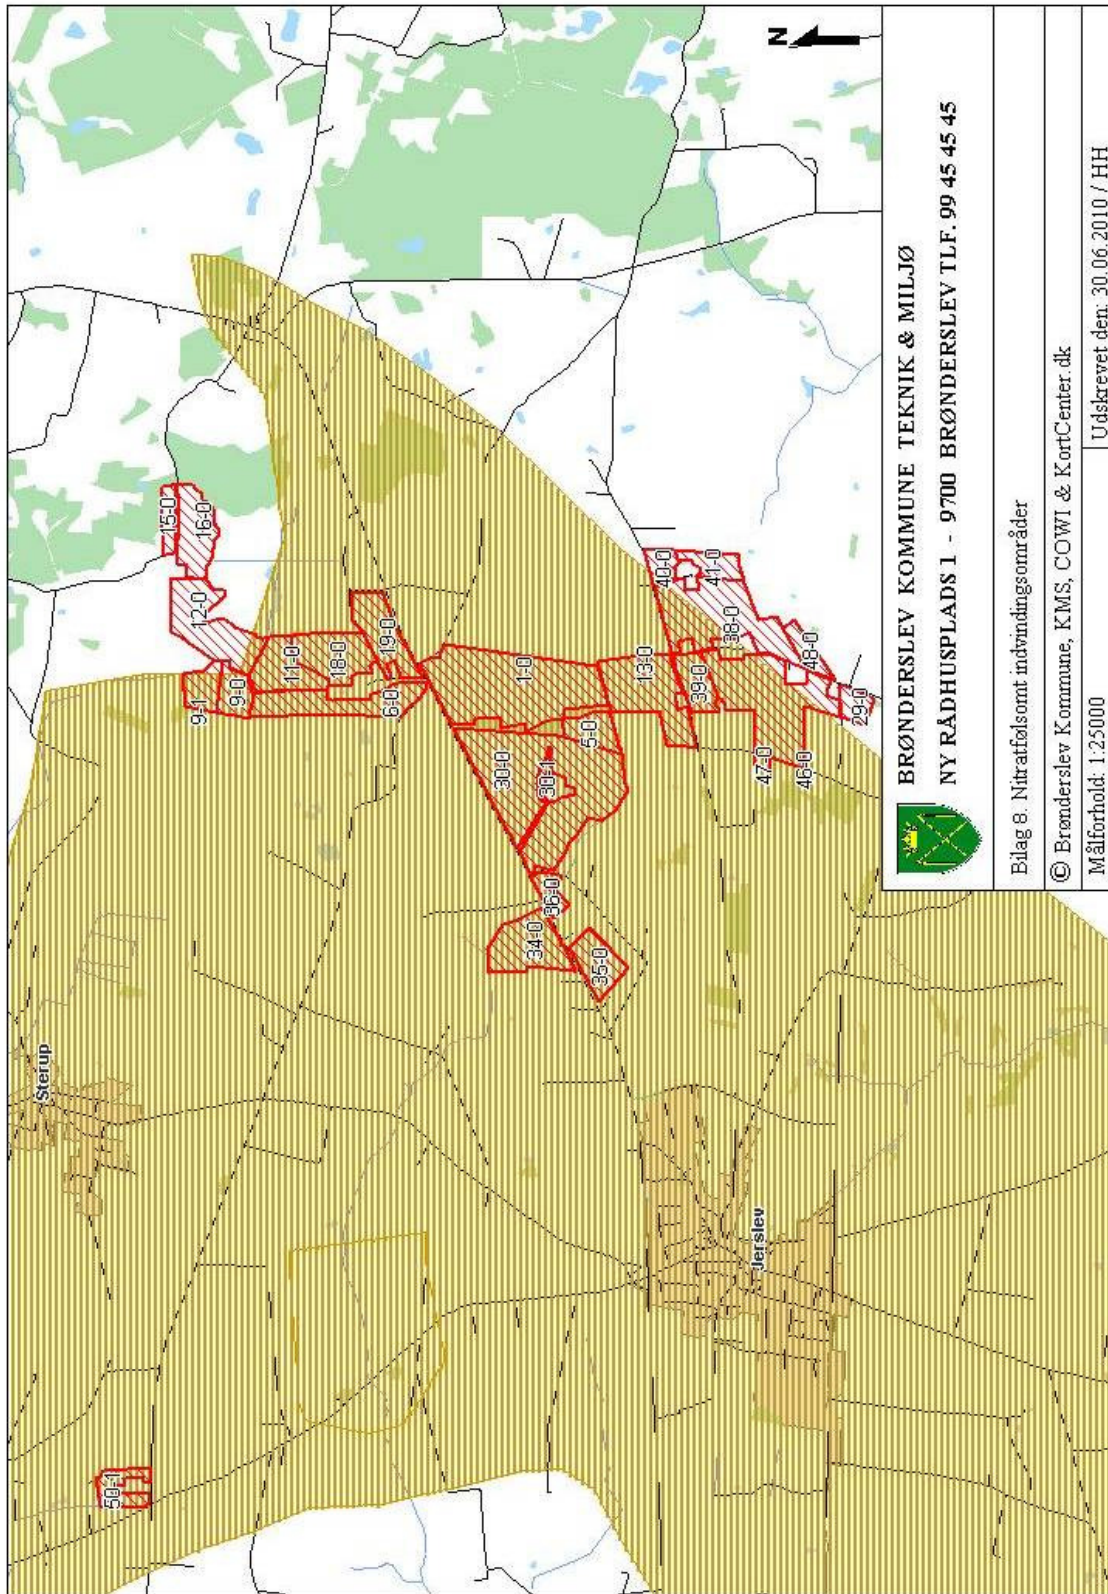 Sterup
Jerslev
50-1
9-1
9-0
12-0
15-0
16-0
11-0
18-0
19-0
6-0
1-0
30-0
30-1
5-0
34-0
36-0
35-0
13-0
40-0
41-0
39-0
38-0
47-0
46-0
48-0
29-0
N
BRØNDERSLEV KOMMUNE TEKNIK & MILJØ
NY RÅDHUSPLADS 1 - 9700 BRØNDERSLEV TLF. 99 45 45 45
Bilag 8. Nitratfølsomt indvindingsområder
© Brønderslev Kommune, KMS, COWI & KortCenter.dk
Målforhold: 1:25000
Udskrevet den: 30.06.2010 / HH